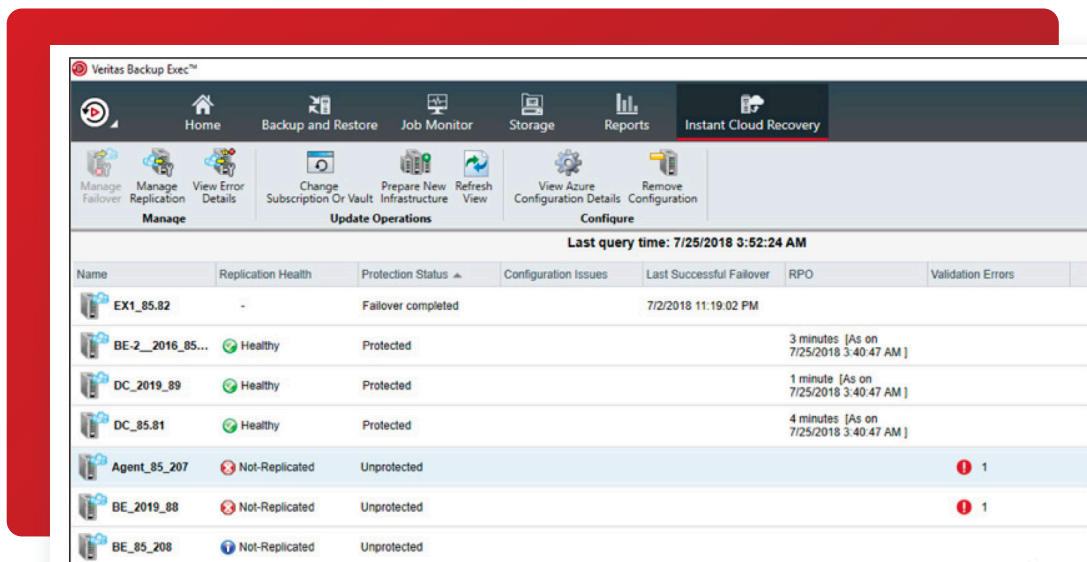 Veritas Backup Exec™
Home Backup and Restore Job Monitor Storage Reports Instant Cloud Recovery
Manage Failover
Manage Replication
View Error Details
Change Subscription Or Vault
Prepare New Infrastructure
Refresh View
View Azure Configuration Details
Remove Configuration
Manage Update Operations Configure
Last query time: 7/25/2018 3:52:24 AM
Name Replication Health Protection Status Configuration Issues Last Successful Failover RPO Validation Errors
EX1_85.82 - Failover completed 7/2/2018 11:19:02 PM
BE-2__2016_85... Healthy Protected 3 minutes [As on
7/25/2018 3:40:47 AM ]
DC_2019_89 Healthy Protected 1 minute [As on
7/25/2018 3:40:47 AM ]
DC_85.81 Healthy Protected 4 minutes [As on
7/25/2018 3:40:47 AM ]
Agent_85_207 Not-Replicated Unprotected 1
BE_2019_88 Not-Replicated Unprotected 1
BE_85_208 Not-Replicated Unprotected